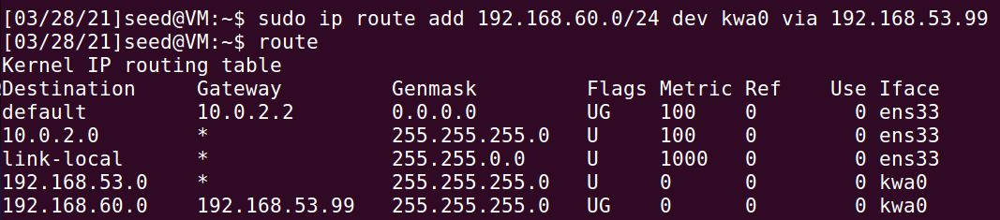 [03/28/21]seed@VM:~$ sudo ip route add 192.168.60.0/24 dev kwa0 via 192.168.53.99
[03/28/21]seed@VM:~$ route
Kernel IP routing table
Destination     Gateway         Genmask         Flags Metric Ref    Use Iface
default         10.0.2.2        0.0.0.0         UG    100    0        0 ens33
10.0.2.0        *               255.255.255.0   U     100    0        0 ens33
link-local      *               255.255.0.0     U     1000   0        0 ens33
192.168.53.0    *               255.255.255.0   U     0      0        0 kwa0
192.168.60.0    192.168.53.99   255.255.255.0   UG    0      0        0 kwa0